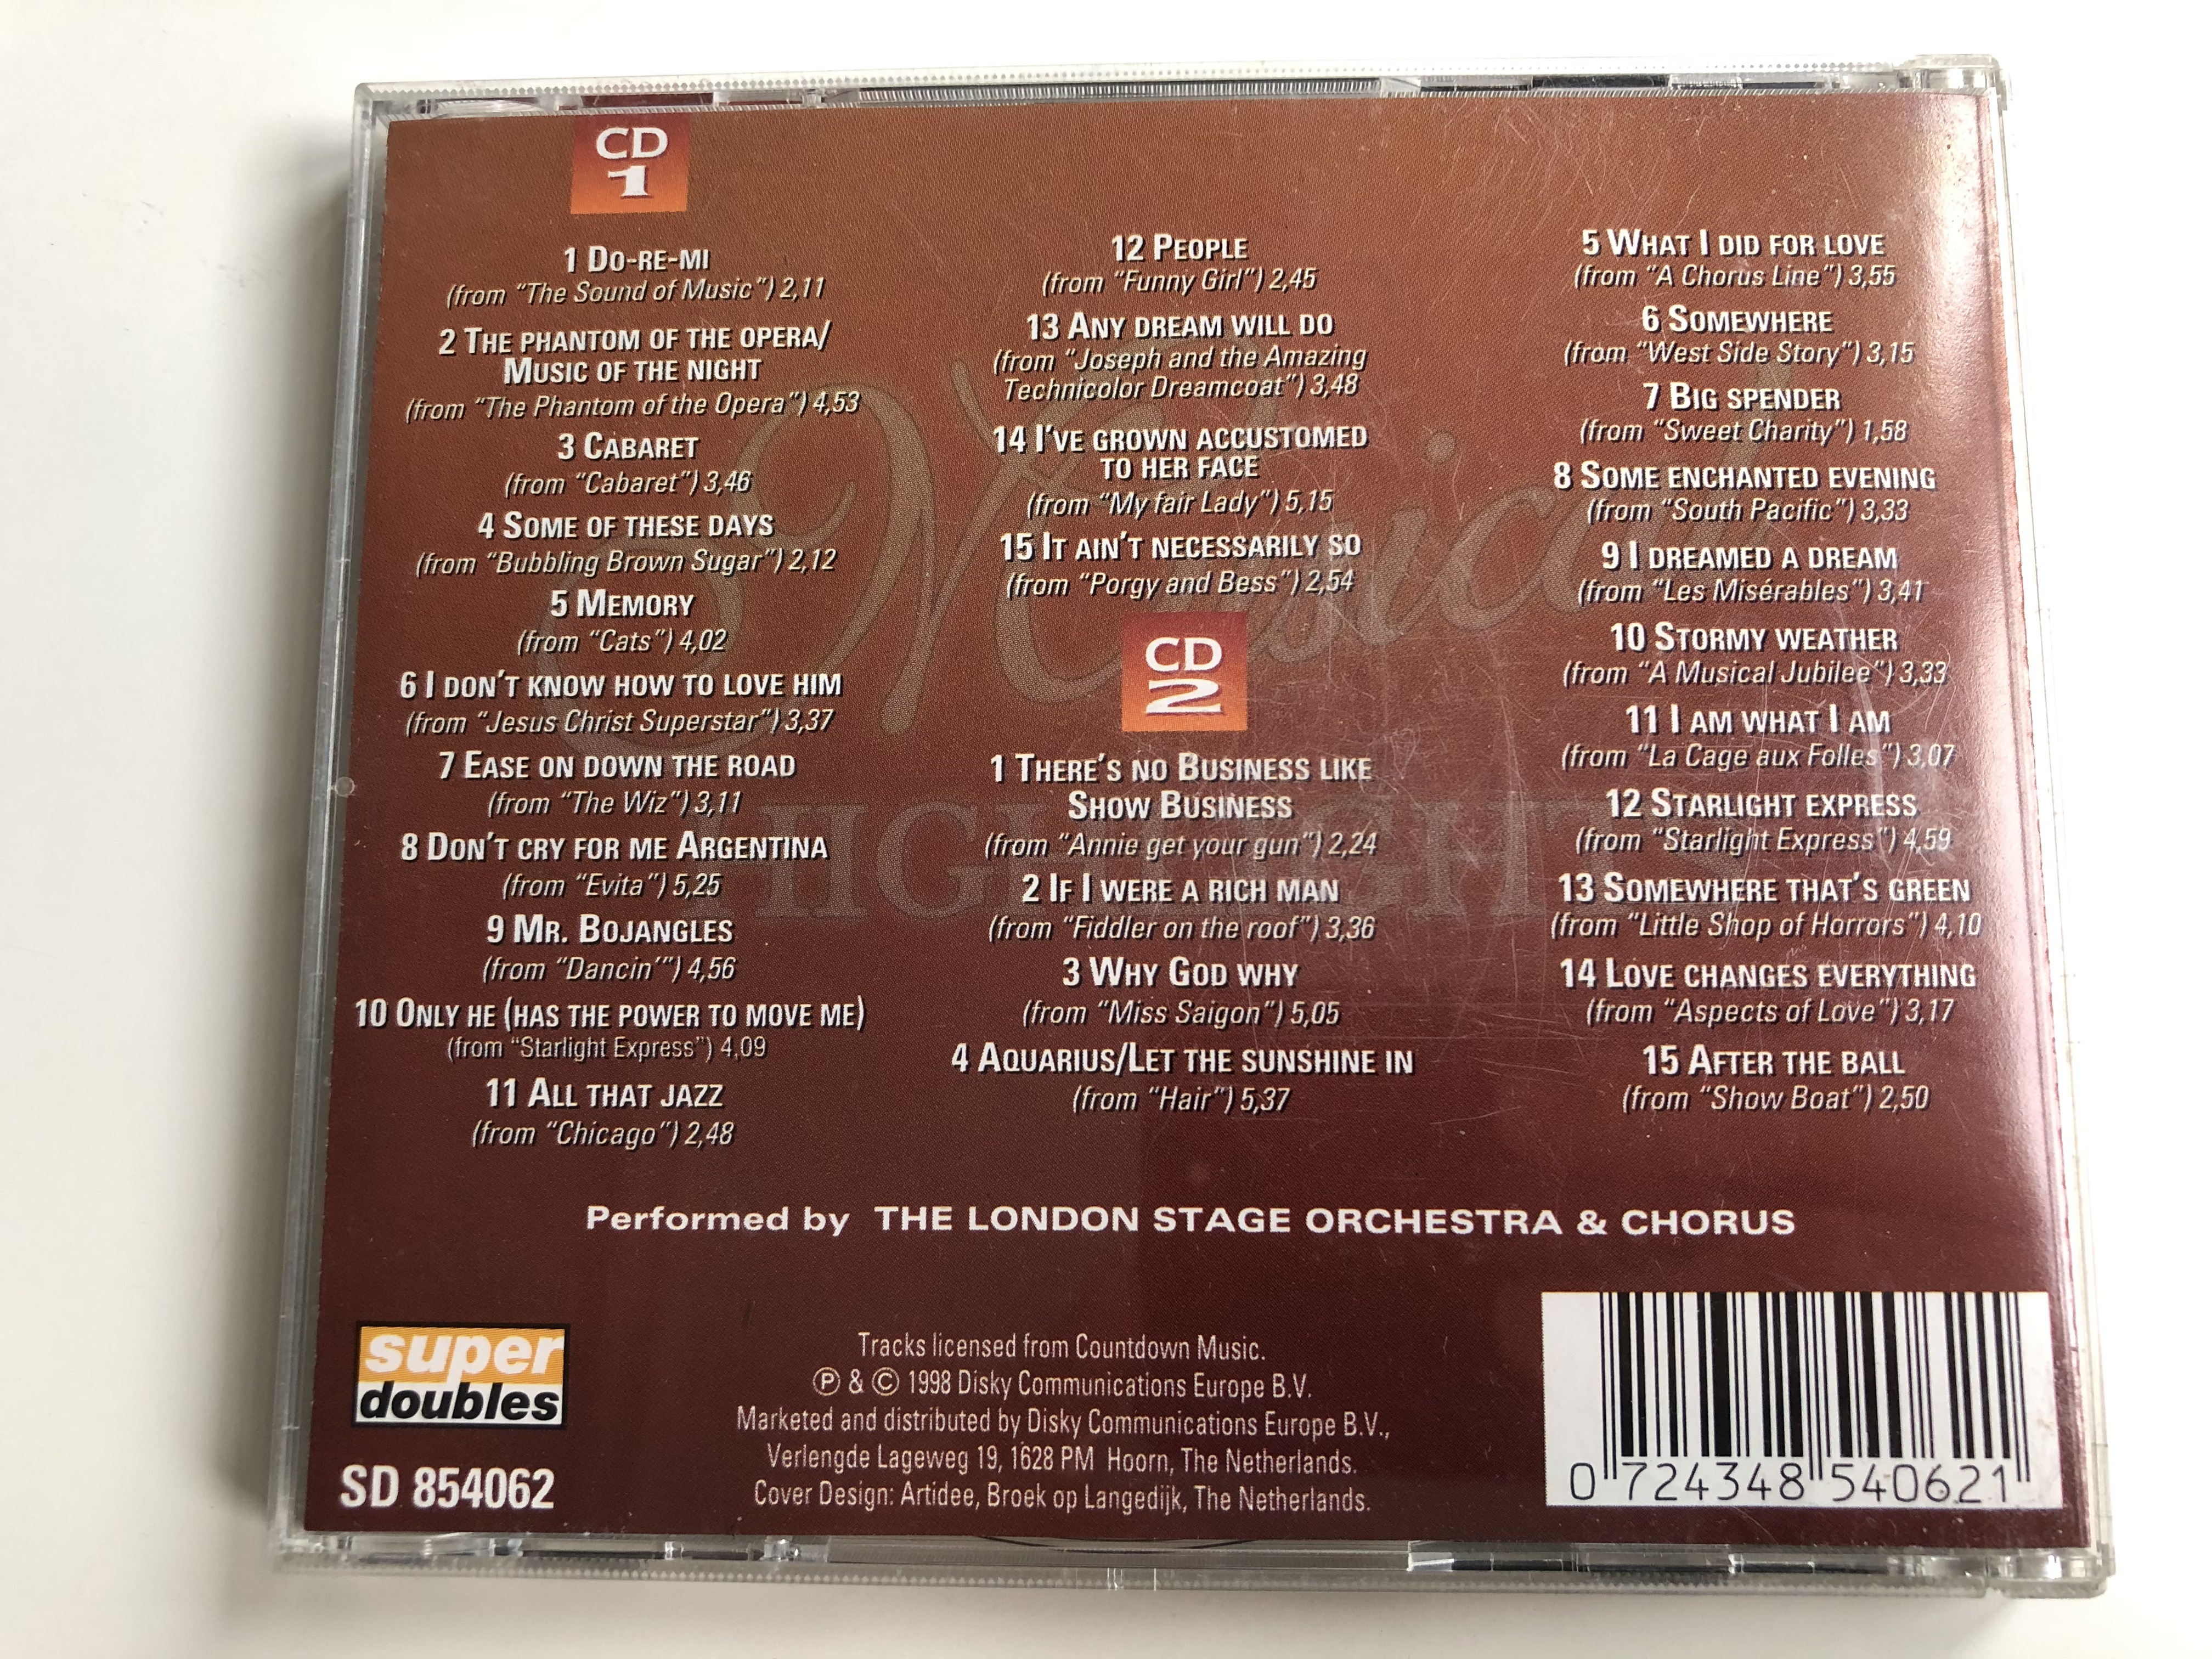 CD
1
1 Do-re-mi
(from "The Sound of Music") 2,11
2 The phantom of the opera/
Music of the night
(from "The Phantom of the Opera") 4,53
3 Cabaret
(from "Cabaret") 3,46
4 Some of these days
(from "Bubbling Brown Sugar") 2,12
5 Memory
(from "Cats") 4,02
6 I don't know how to love him
(from "Jesus Christ Superstar") 3,37
7 Ease on down the road
(from "The Wiz") 3,11
8 Don't cry for me Argentina
(from "Evita") 5,25
9 Mr. Bojangles
(from "Dancin'") 4,56
10 Only he (has the power to move me)
(from "Starlight Express") 4,09
11 All that jazz
(from "Chicago") 2,48
12 People
(from "Funny Girl") 2,45
13 Any dream will do
(from "Joseph and the Amazing
Technicolor Dreamcoat") 3,48
14 I've grown accustomed
to her face
(from "My fair Lady") 5,15
15 It ain't necessarily so
(from "Porgy and Bess") 2,54
CD
2
1 There's no Business like
Show Business
(from "Annie get your gun") 2,24
2 If I were a rich man
(from "Fiddler on the roof") 3,36
3 Why God why
(from "Miss Saigon") 5,05
4 Aquarius/Let the sunshine in
(from "Hair") 5,37
5 What I did for love
(from "A Chorus Line") 3,55
6 Somewhere
(from "West Side Story") 3,15
7 Big spender
(from "Sweet Charity") 1,58
8 Some enchanted evening
(from "South Pacific") 3,33
9 I dreamed a dream
(from "Les Misérables") 3,41
10 Stormy weather
(from "A Musical Jubilee") 3,33
11 I am what I am
(from "La Cage aux Folles") 3,07
12 Starlight express
(from "Starlight Express") 4,59
13 Somewhere that's green
(from "Little Shop of Horrors") 4,10
14 Love changes everything
(from "Aspects of Love") 3,17
15 After the ball
(from "Show Boat") 2,50
Musical
HIGHLIGHTS
Performed by THE LONDON STAGE ORCHESTRA & CHORUS
super
doubles
SD 854062
Tracks licensed from Countdown Music.
℗ & © 1998 Disky Communications Europe B.V.
Marketed and distributed by Disky Communications Europe B.V.,
Verlengde Lageweg 19, 1628 PM Hoorn, The Netherlands.
Cover Design: Artidee, Broek op Langedijk, The Netherlands.
0 724348 540621